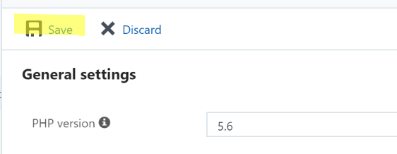 Save Discard
General settings
PHP version 5.6